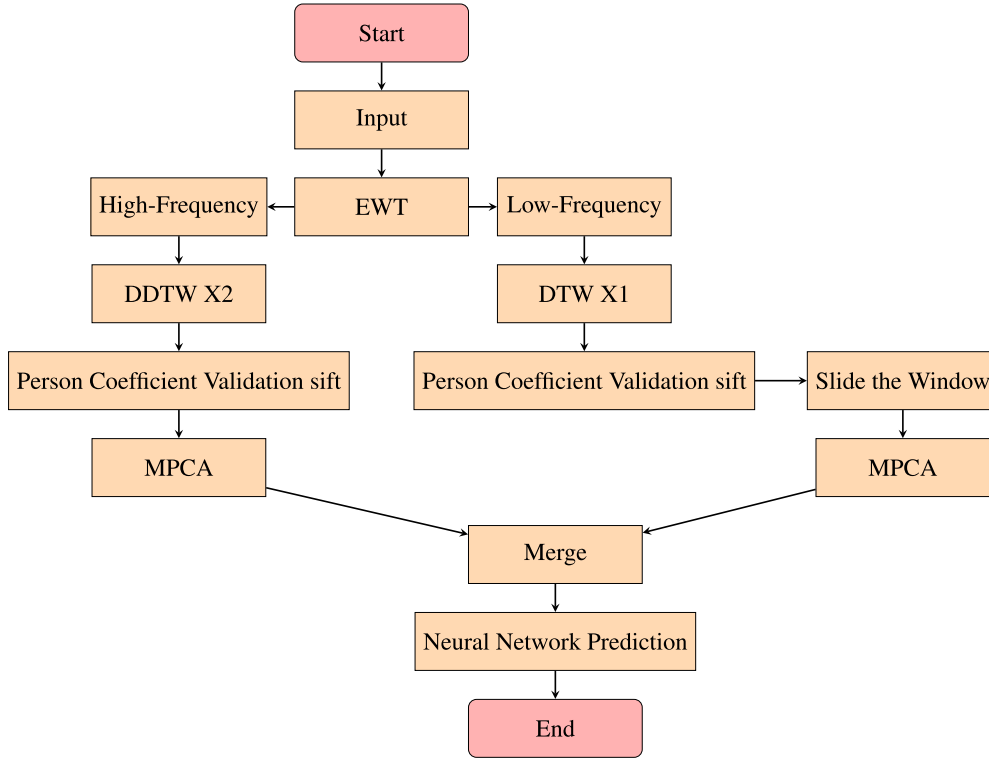 Start
Input
High-Frequency
EWT
Low-Frequency
DDTW X2
DTW X1
Person Coefficient Validation sift
Person Coefficient Validation sift
Slide the Window
MPCA
MPCA
Merge
Neural Network Prediction
End